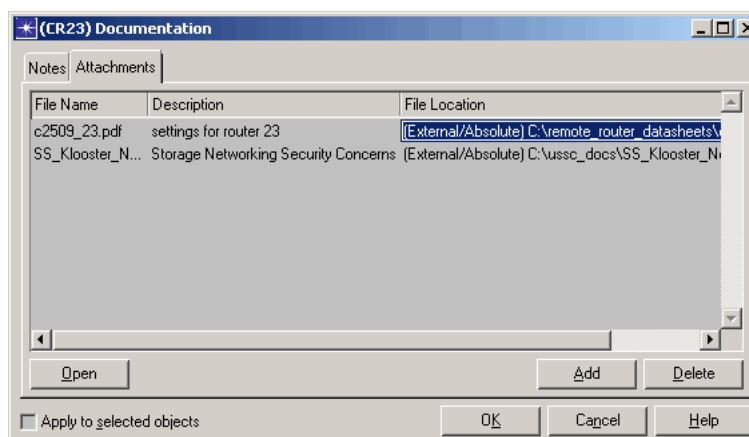 (CR23) Documentation
Notes Attachments
File Name Description File Location
c2509_23.pdf settings for router 23 (External/Absolute) C:\remote_router_datasheets\
SS_Klooster_N... Storage Networking Security Concerns (External/Absolute) C:\ussc_docs\SS_Klooster_N
Open Add Delete
Apply to selected objects OK Cancel Help